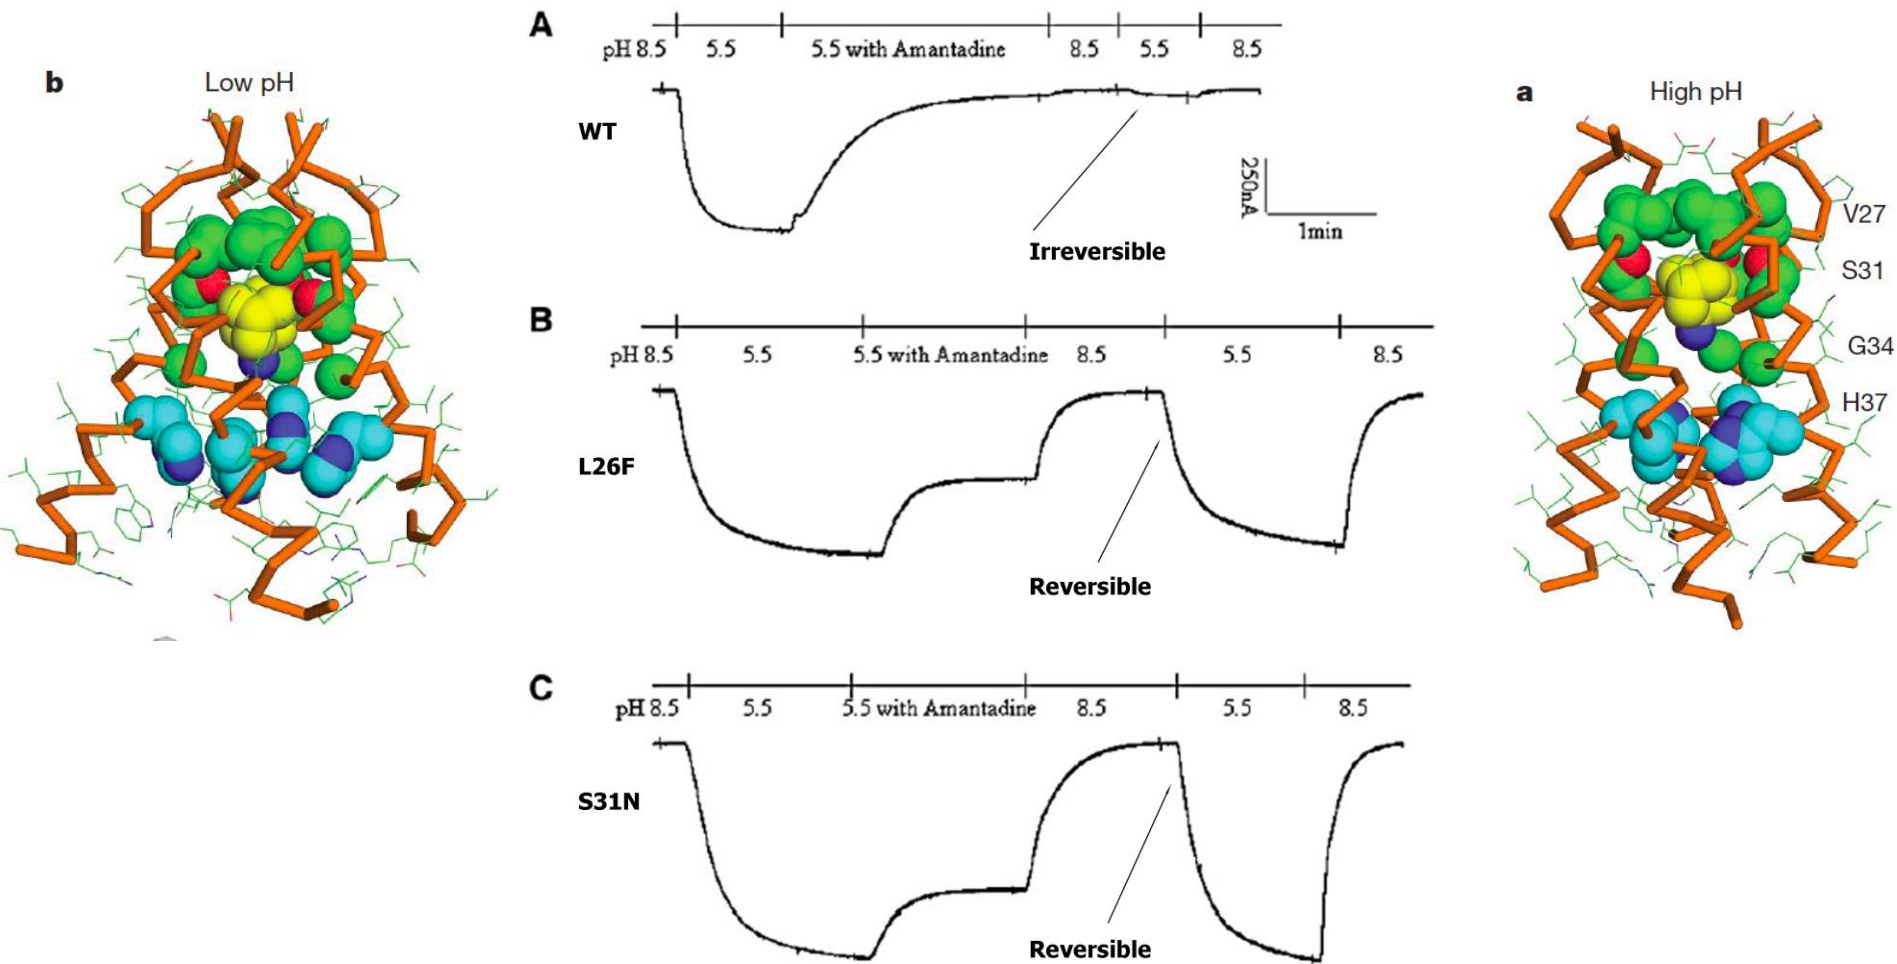 b
Low pH
A
pH 8.5 5.5 5.5 with Amantadine 8.5 5.5 8.5
WT
Irreversible
250nA
1min
B
pH 8.5 5.5 5.5 with Amantadine 8.5 5.5 8.5
L26F
Reversible
C
pH 8.5 5.5 5.5 with Amantadine 8.5 5.5 8.5
S31N
Reversible
a
High pH
V27
S31
G34
H37